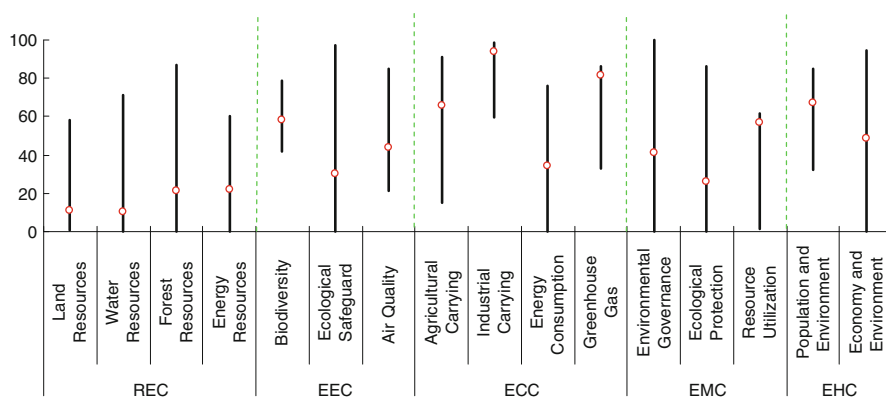 100
80
60
40
20
0
Land
Resources
Water
Resources
Forest
Resources
Energy
Resources
Biodiversity
Ecological
Safeguard
Air Quality
Agricultural
Carrying
Industrial
Carrying
Energy
Consumption
Greenhouse
Gas
Environmental
Governance
Ecological
Protection
Resource
Utilization
Population and
Environment
Economy and
Environment
REC
EEC
ECC
EMC
EHC